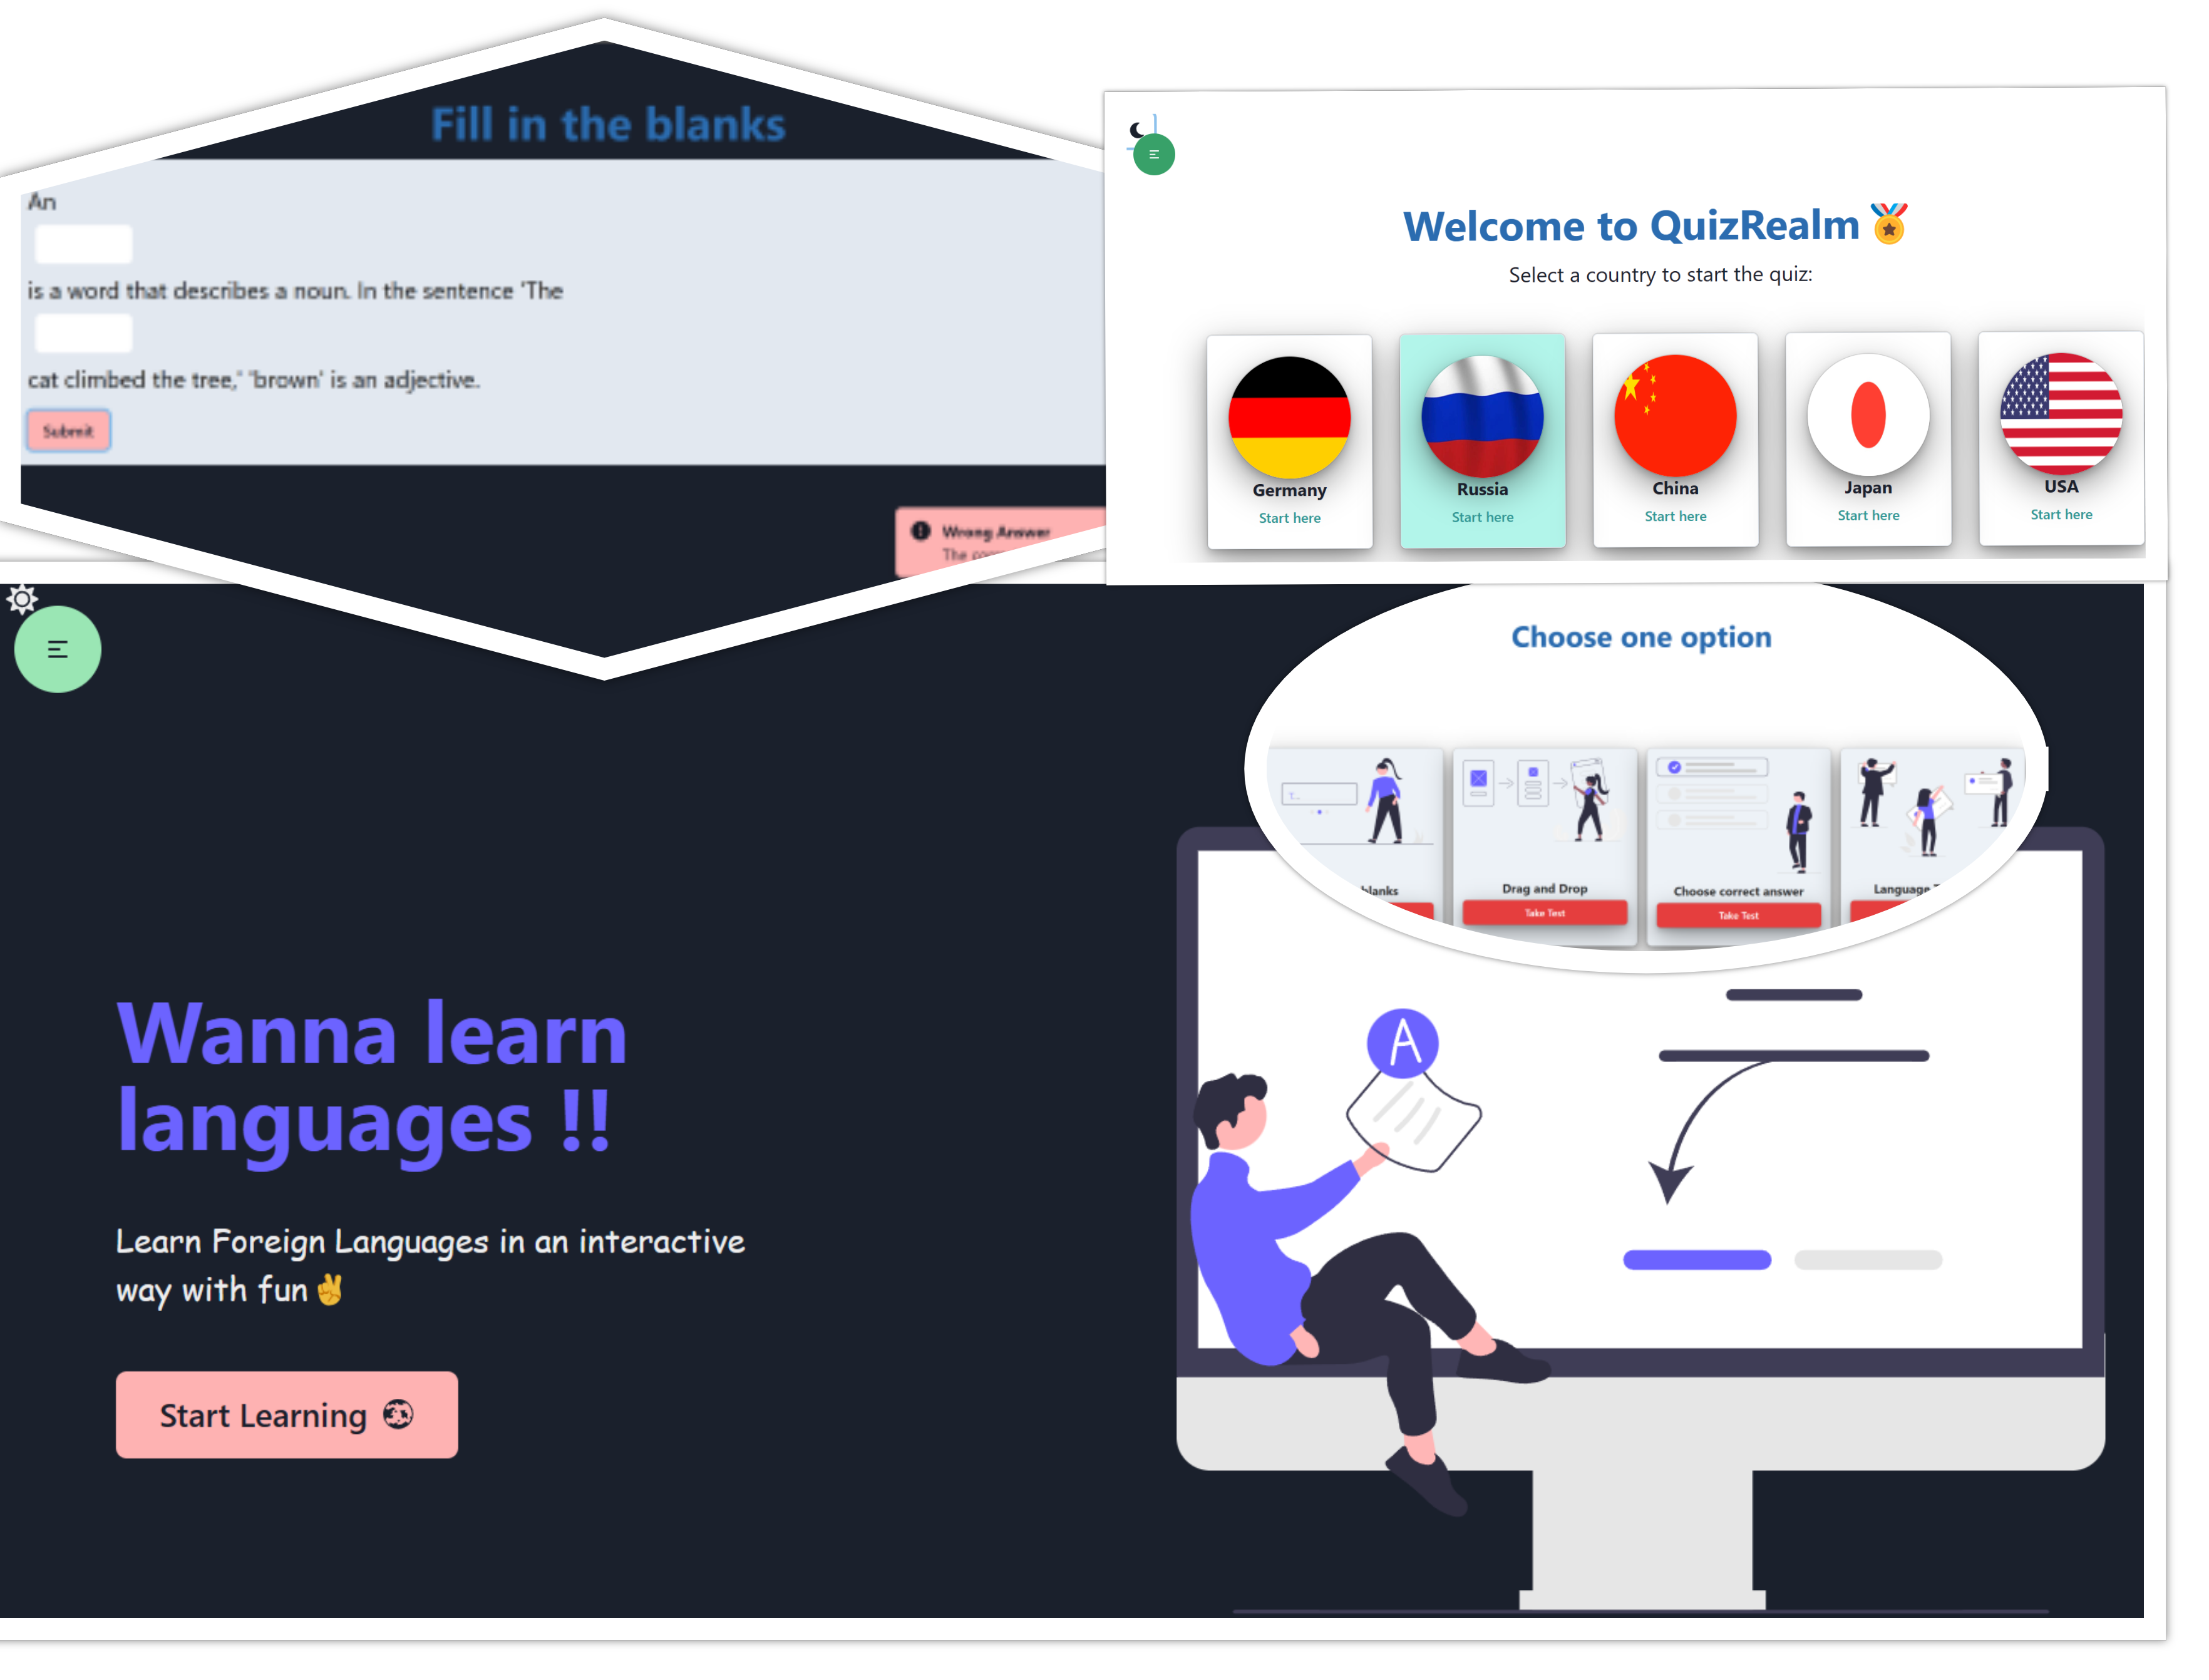 Fill in the blanks
An
is a word that describes a noun. In the sentence 'The
cat climbed the tree,' 'brown' is an adjective.
Submit
Wrong Answer
The
Welcome to QuizRealm
Select a country to start the quiz:
Germany
Start here
Russia
Start here
China
Start here
Japan
Start here
USA
Start here
Choose one option
blanks
Drag and Drop
Take Test
Choose correct answer
Take Test
Language
A
Wanna learn
languages !!
Learn Foreign Languages in an interactive
way with fun
Start Learning